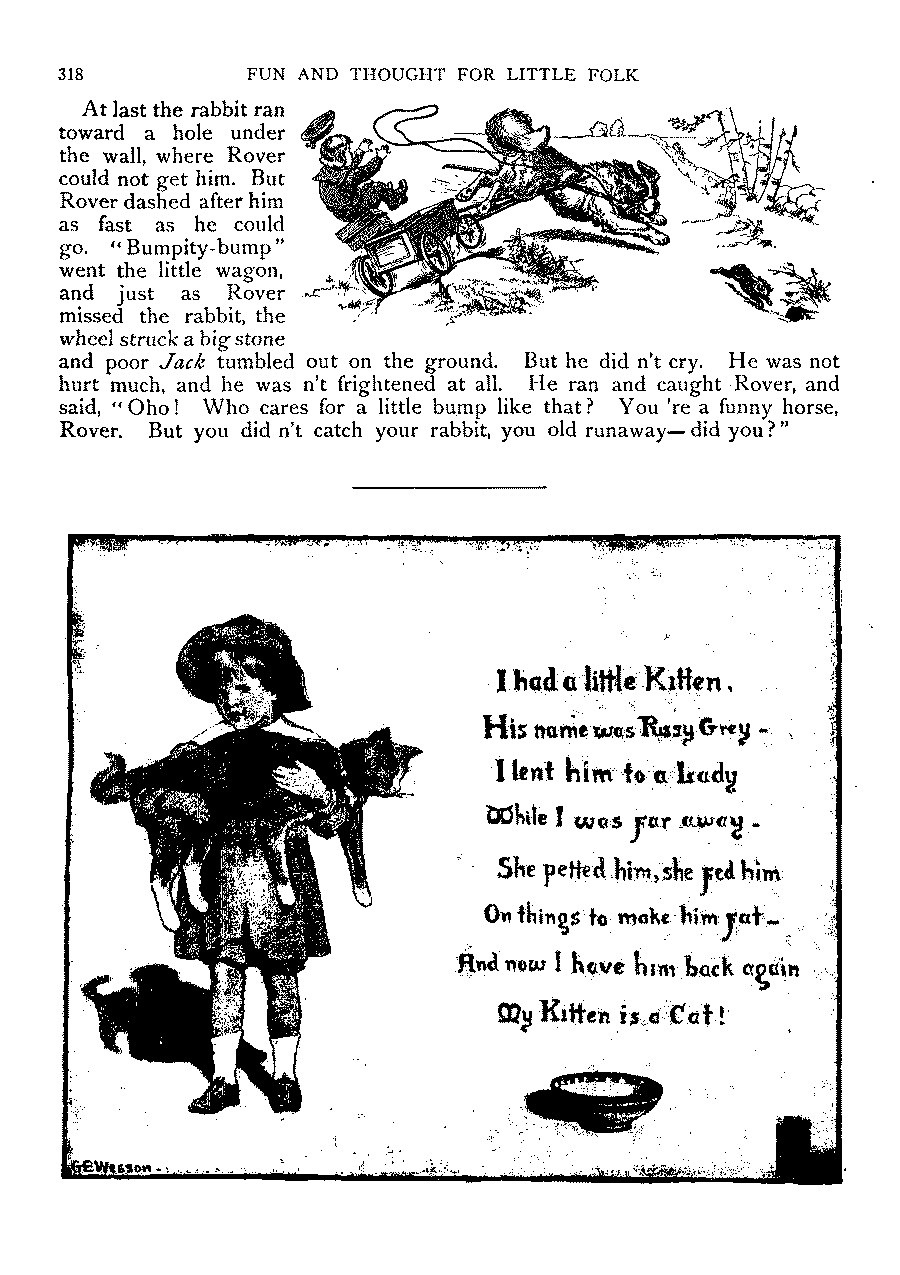 318
FUN AND THOUGHT FOR LITTLE FOLK
At last the rabbit ran
toward a hole under
the wall, where Rover
could not get him. But
Rover dashed after him
as fast as he could
go. "Bumpity-bump"
went the little wagon,
and just as Rover
missed the rabbit, the
wheel struck a big stone
and poor Jack tumbled out on the ground. But he did n't cry. He was not
hurt much, and he was n't frightened at all. He ran and caught Rover, and
said, "Oho! Who cares for a little bump like that? You 're a funny horse,
Rover. But you did n't catch your rabbit, you old runaway—did you?"
I had a little Kitten,
His name was Grey -
I lent him to a Lady
While I was far away -
She petted him, she fed him
On things to make him fat -
And now I have him back again
My Kitten is a Cat!
G E Wesson